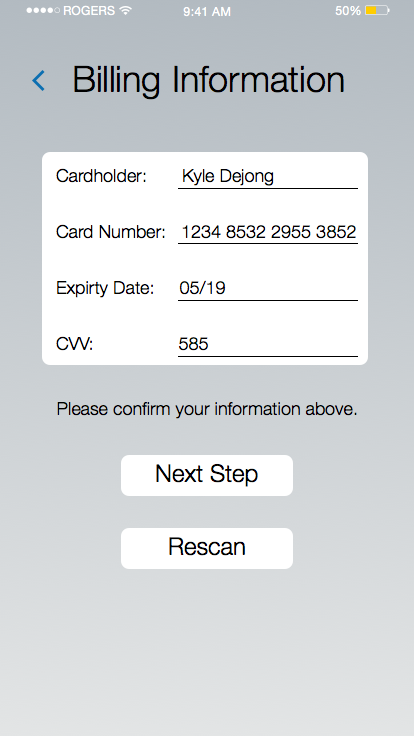 ROGERS 9:41 AM 50%
Billing Information
Cardholder: Kyle Dejong
Card Number: 1234 8532 2955 3852
Expirty Date: 05/19
CVV: 585
Please confirm your information above.
Next Step
Rescan